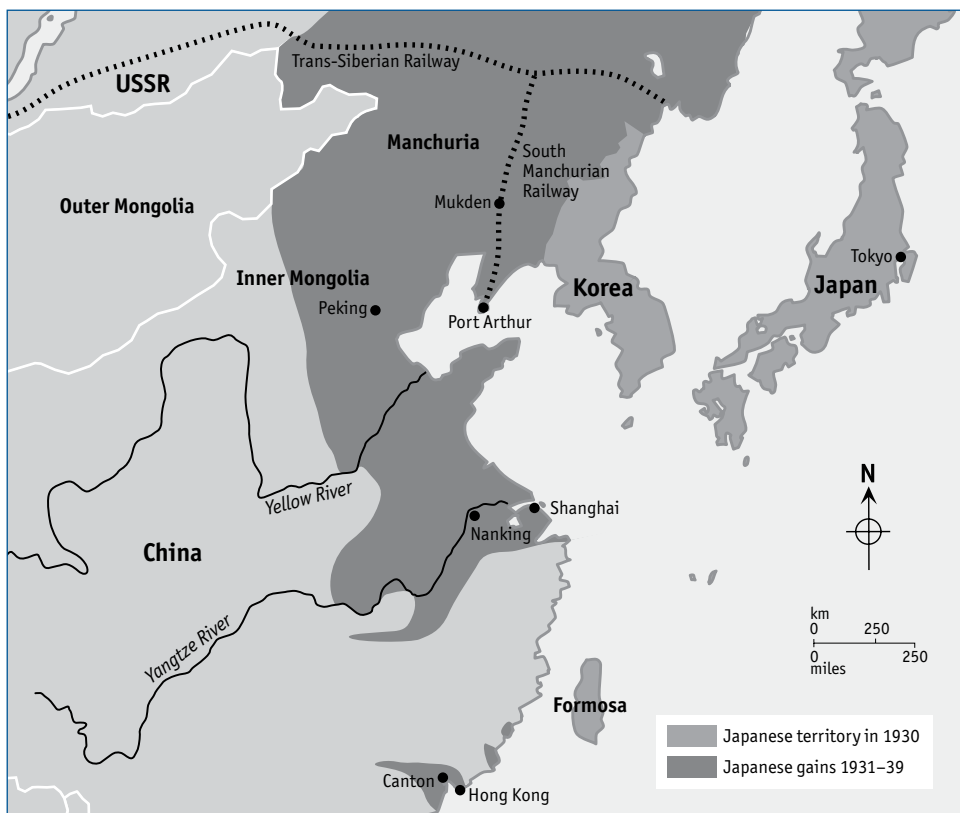 Trans-Siberian Railway
USSR
Manchuria
South
Manchurian
Railway
Outer Mongolia
Mukden
Tokyo
Inner Mongolia
Korea
Japan
Peking
Port Arthur
N
Yellow River
Shanghai
Nanking
China
km
0 250
0 250
miles
Yangtze River
Formosa
Japanese territory in 1930
Japanese gains 1931–39
Canton
Hong Kong